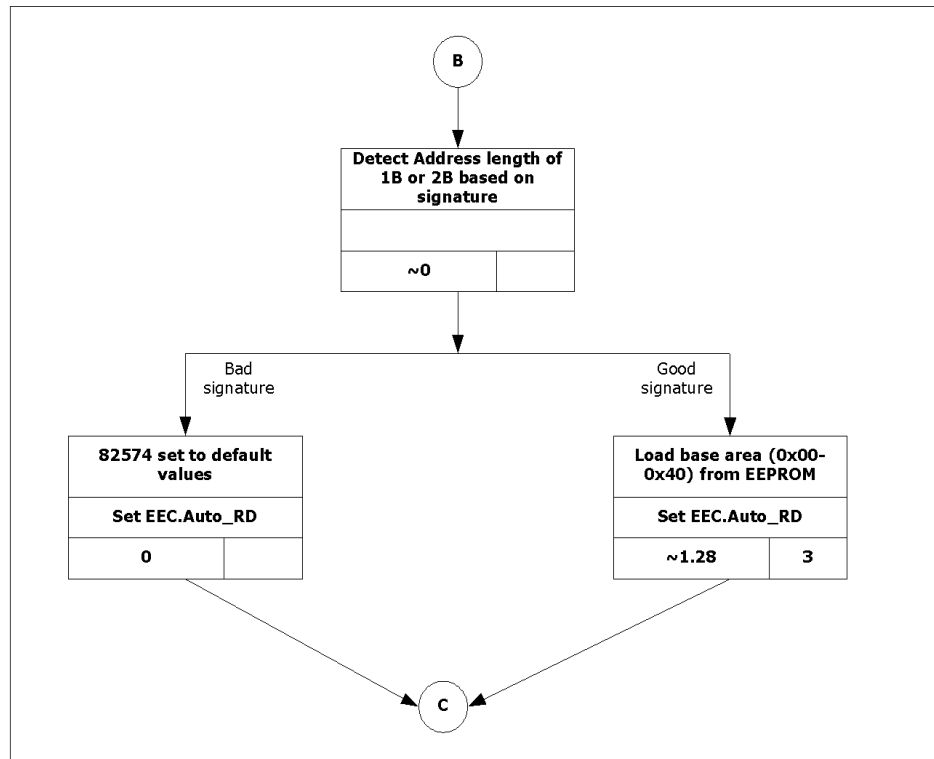 B
Detect Address length of
1B or 2B based on
signature
~0
Bad
signature
Good
signature
82574 set to default
values
Set EEC.Auto_RD
0
Load base area (0x00-
0x40) from EEPROM
Set EEC.Auto_RD
~1.28
3
C